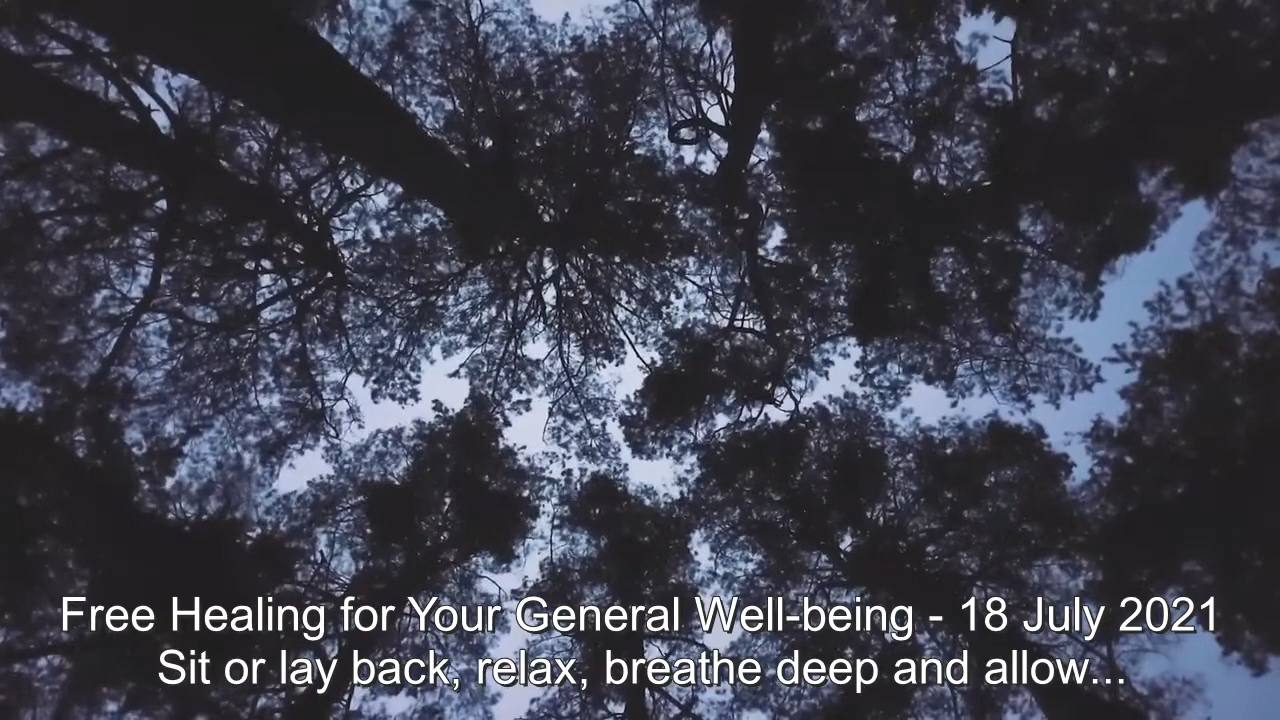 Free Healing for Your General Well-being - 18 July 2021
Sit or lay back, relax, breathe deep and allow...